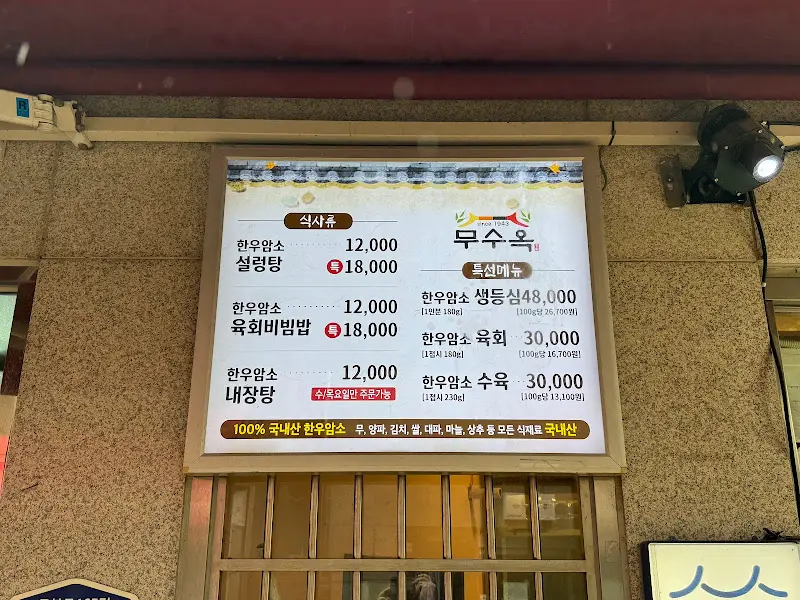 식사류
한우암소 12,000
설렁탕 특 18,000
한우암소 12,000
육회비빔밥 특 18,000
한우암소 12,000
내장탕 수/목요일만 주문가능
since 1943
무수옥
특선메뉴
한우암소 생등심 48,000
[1인분 180g] [100g당 26,700원]
한우암소 육회 30,000
[1접시 180g] [100g당 16,700원]
한우암소 수육 30,000
[1접시 230g] [100g당 13,100원]
100% 국내산 한우암소 무, 양파, 김치, 쌀, 대파, 마늘, 상추 등 모든 식재료 국내산
R